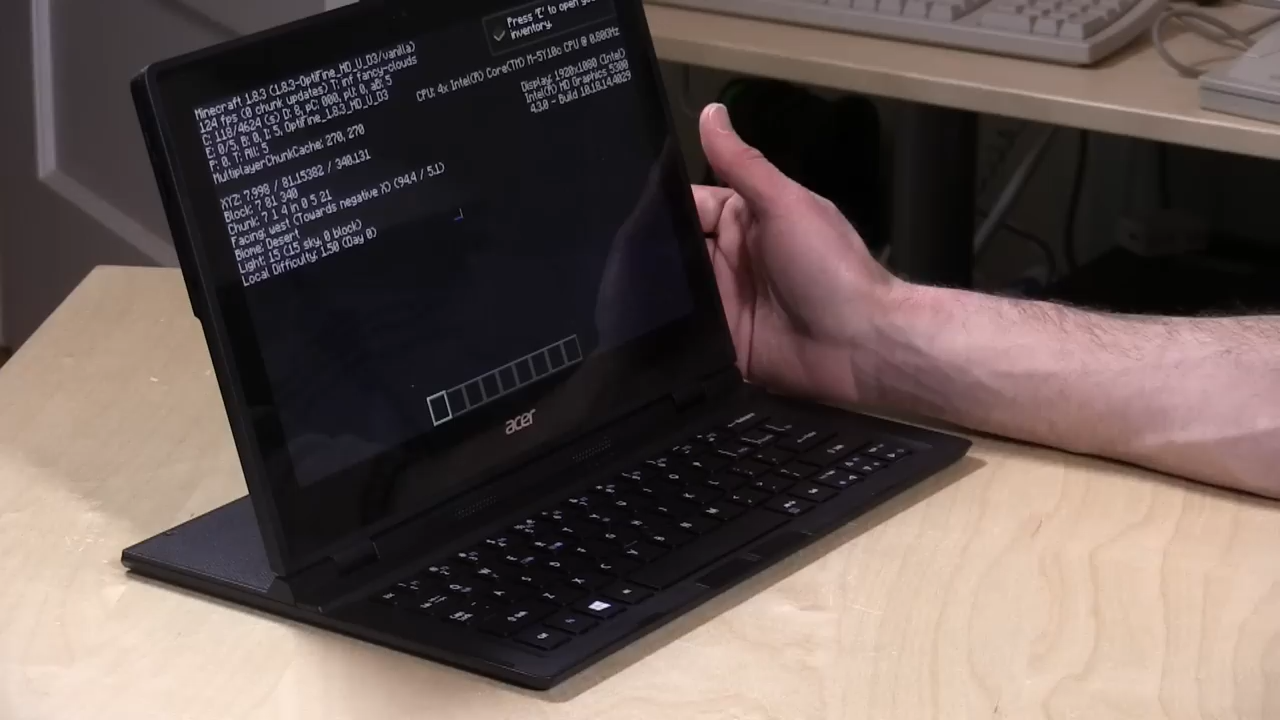 Minecraft 1.8.3 (1.8.3-OptiFine_HD_U_D3/vanilla)
124 fps (0 chunk updates) T: inf fancy-clouds
C: 118/4624 (s) D: 8, pC: 000, pU: 0, aB: 5
E: 0/5, B: 0, I: 5, OptiFine_1.8.3_HD_U_D3
P: 0. T: All: 5
MultiplayerChunkCache: 270, 270
XYZ: 7.998 / 81.15382 / 340.131
Block: 7 81 340
Chunk: 7 1 4 in 0 5 21
Facing: west (Towards negative X) (94.4 / 5.1)
Biome: Desert
Light: 15 (15 sky, 0 block)
Local Difficulty: 1.50 (Day 0)
Press 'E' to open your
inventory.
CPU: 4x Intel(R) Core(TM) M-5Y10c CPU @ 0.80GHz
Display: 1920x1080 (Intel)
Intel(R) HD Graphics 5300
4.3.0 - Build 10.18.14.4029
acer